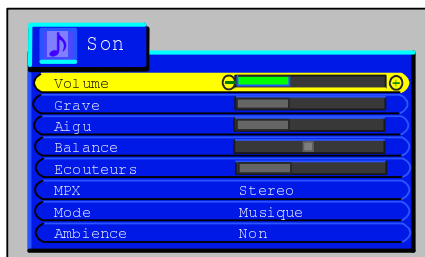 Son
Volume
Grave
Aigu
Balance
Ecouteurs
MPX Stereo
Mode Musique
Ambience Non